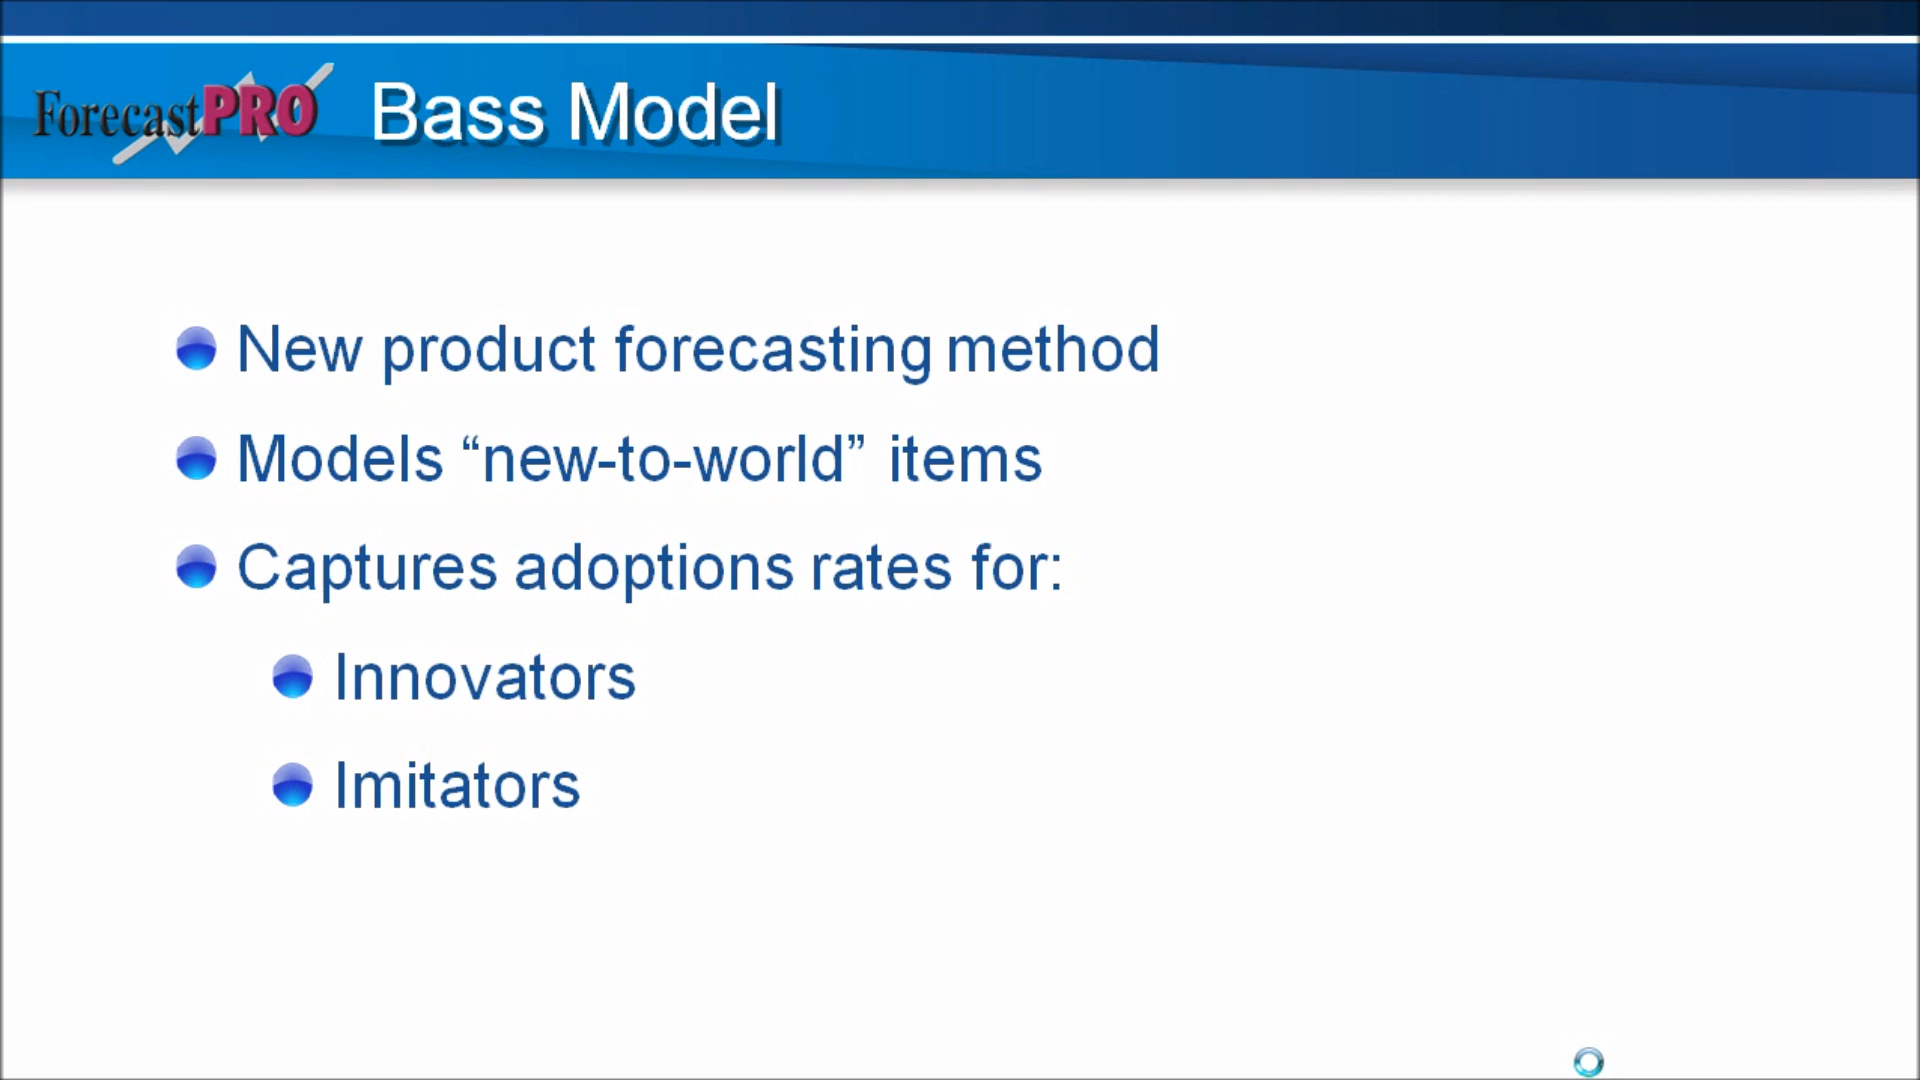 ForecastPRO Bass Model
New product forecasting method
Models “new-to-world” items
Captures adoptions rates for:
Innovators
Imitators